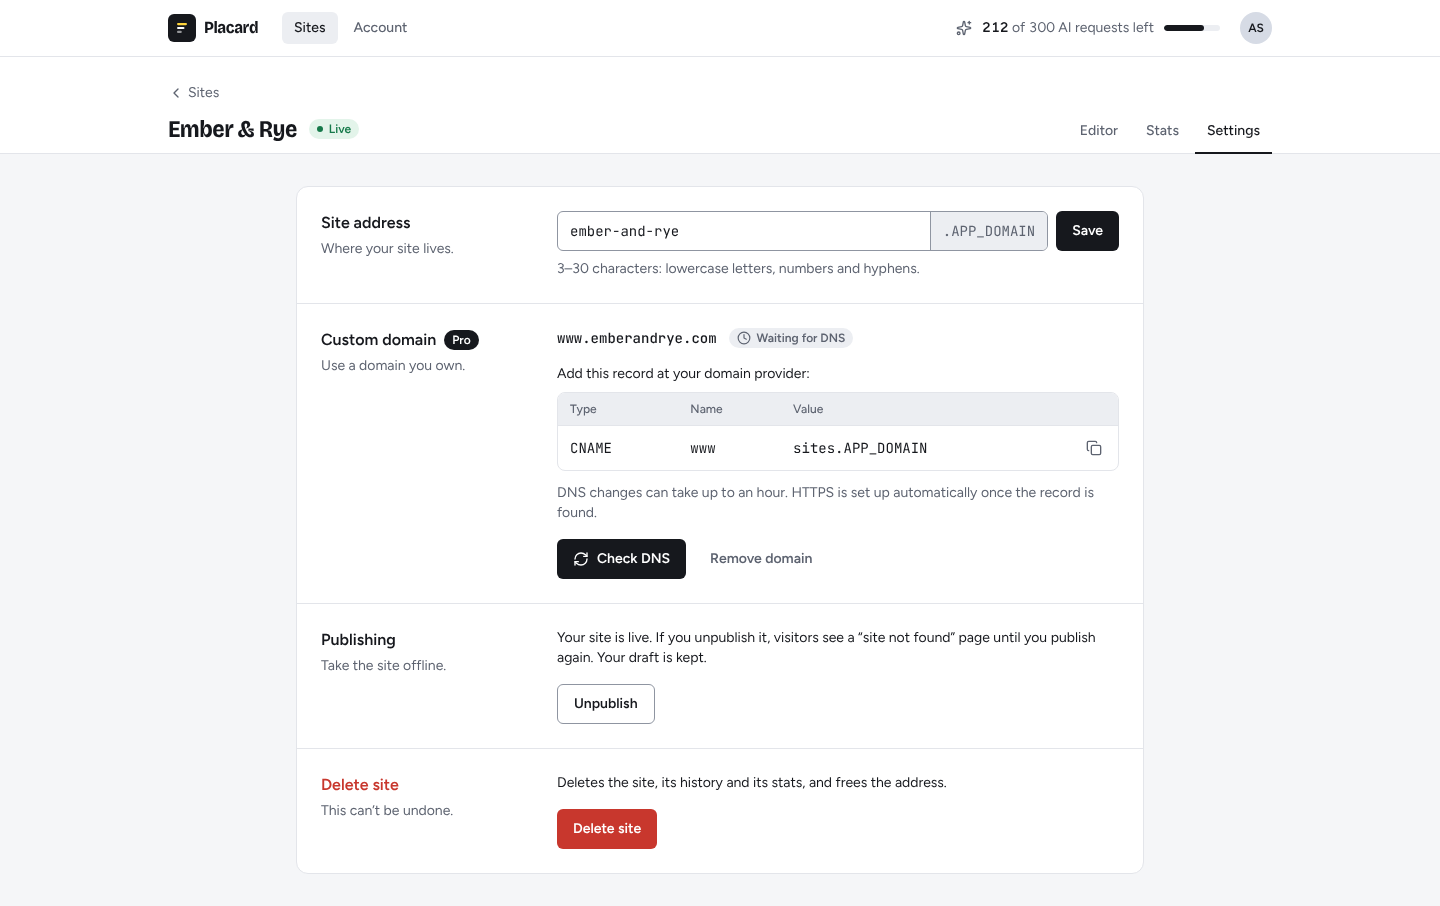 Placard Sites Account 212 of 300 AI requests left AS
Sites
Ember & Rye Live Editor Stats Settings
Site address
Where your site lives.
ember-and-rye .APP_DOMAIN Save
3–30 characters: lowercase letters, numbers and hyphens.
Custom domain Pro
Use a domain you own.
www.emberandrye.com Waiting for DNS
Add this record at your domain provider:
Type Name Value
CNAME www sites.APP_DOMAIN
DNS changes can take up to an hour. HTTPS is set up automatically once the record is
found.
Check DNS Remove domain
Publishing
Take the site offline.
Your site is live. If you unpublish it, visitors see a “site not found” page until you publish
again. Your draft is kept.
Unpublish
Delete site
This can’t be undone.
Deletes the site, its history and its stats, and frees the address.
Delete site